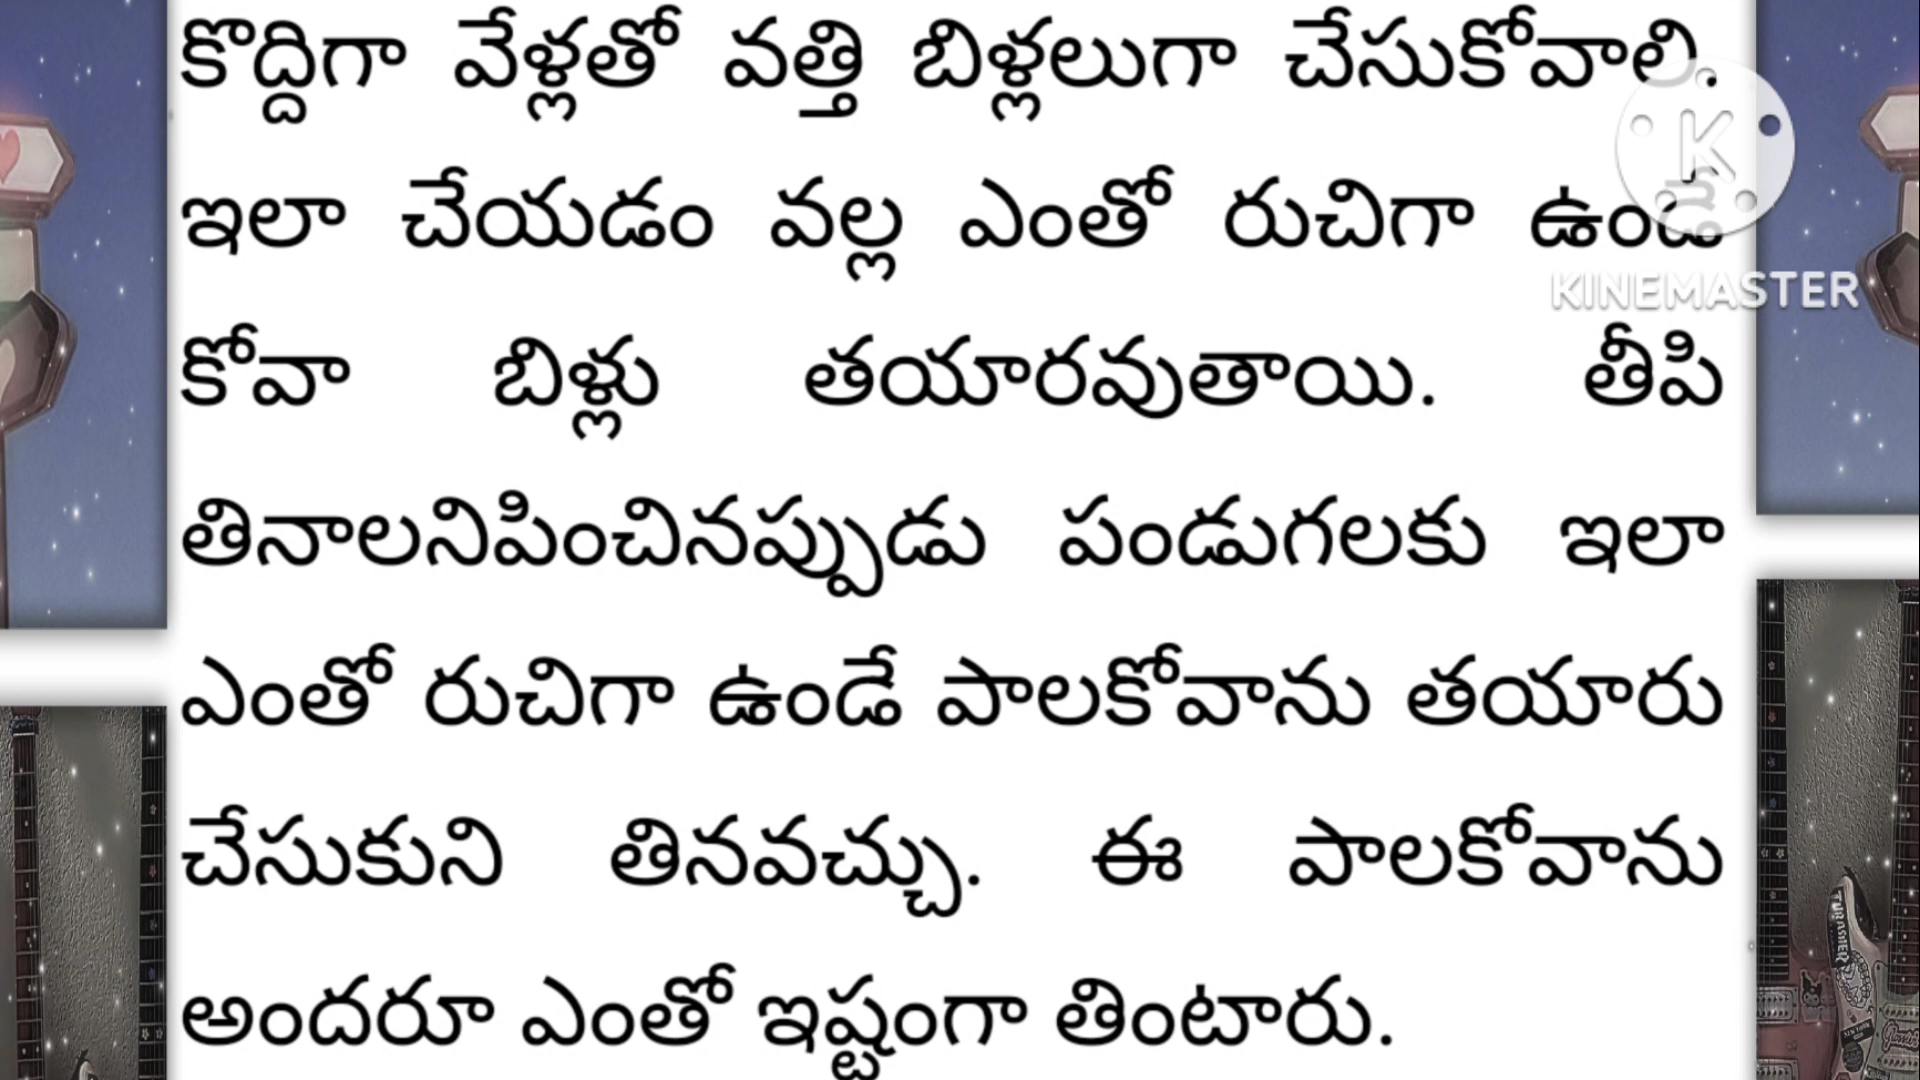 కొద్దిగా వేళ్లతో వత్తి బిళ్లలుగా చేసుకోవాలి.
ఇలా చేయడం వల్ల ఎంతో రుచిగా ఉండే
KINEMASTER
కోవా బిళ్లు తయారవుతాయి. తీపి
తినాలనిపించినప్పుడు పండుగలకు ఇలా
ఎంతో రుచిగా ఉండే పాలకోవాను తయారు
చేసుకుని తినవచ్చు. ఈ పాలకోవాను
అందరూ ఎంతో ఇష్టంగా తింటారు.